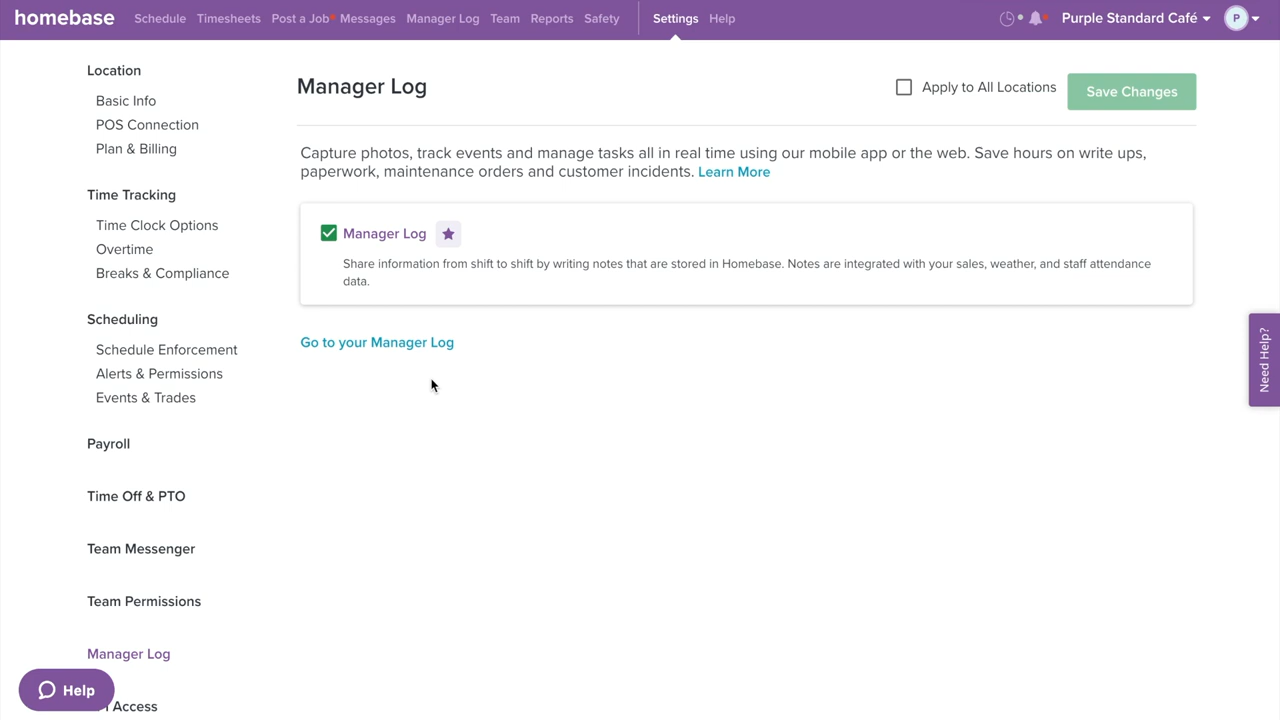 homebase Schedule Timesheets Post a Job Messages Manager Log Team Reports Safety Settings Help Purple Standard Café P
Location
Basic Info
POS Connection
Plan & Billing
Time Tracking
Time Clock Options
Overtime
Breaks & Compliance
Scheduling
Schedule Enforcement
Alerts & Permissions
Events & Trades
Payroll
Time Off & PTO
Team Messenger
Team Permissions
Manager Log
Access
Help
Manager Log
Apply to All Locations
Save Changes
Capture photos, track events and manage tasks all in real time using our mobile app or the web. Save hours on write ups,
paperwork, maintenance orders and customer incidents. Learn More
Manager Log
Share information from shift to shift by writing notes that are stored in Homebase. Notes are integrated with your sales, weather, and staff attendance
data.
Go to your Manager Log
Need Help?